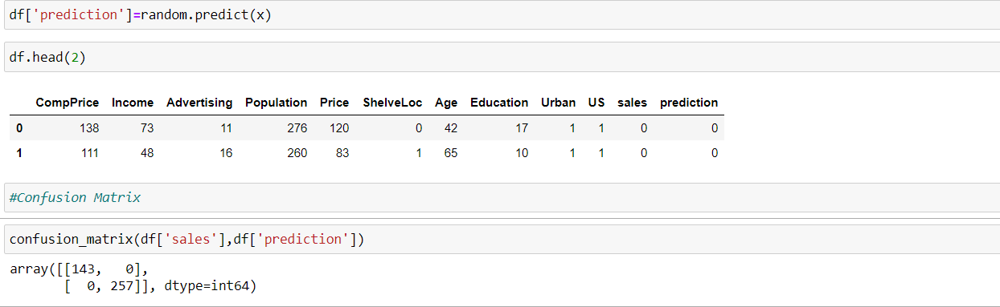 df['prediction']=random.predict(x)
df.head(2)
CompPrice Income Advertising Population Price ShelveLoc Age Education Urban US sales prediction
0 138 73 11 276 120 0 42 17 1 1 0 0
1 111 48 16 260 83 1 65 10 1 1 0 0
#Confusion Matrix
confusion_matrix(df['sales'],df['prediction'])
array([[143,   0],
       [  0, 257]], dtype=int64)